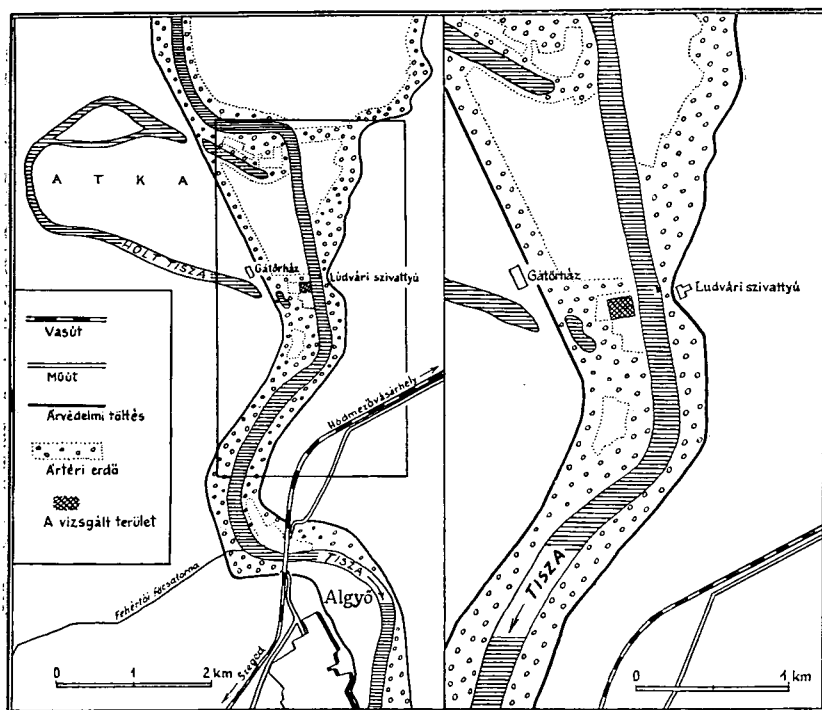 ATKA
HOLT TISZA
Gátőrház
Ludvári szivattyú
Vasút
Műút
Árvédelmi töltés
Ártéri erdő
A vizsgált terület
Hódmezővásárhely
TISZA
Fehértói főcsatorna
Algyő
Szeged
0 1 2 km
Gátőrház
Ludvári szivattyú
TISZA
0 1 km